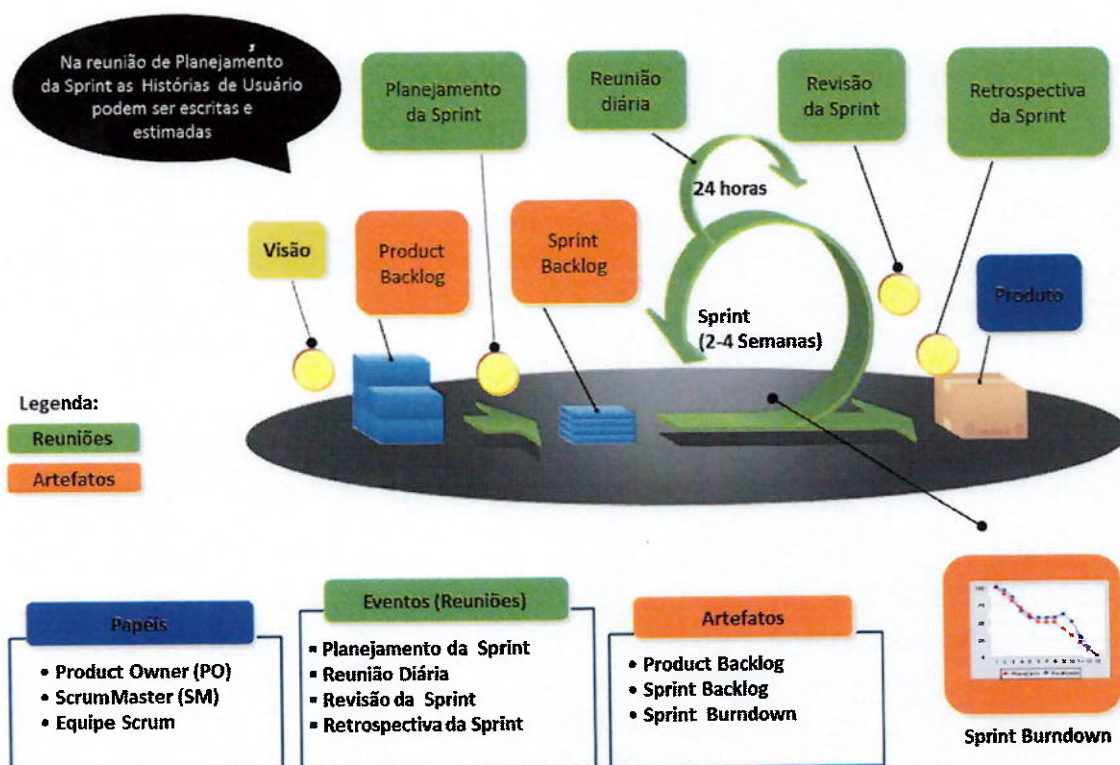 Na reunião de Planejamento
da Sprint as Histórias de Usuário
podem ser escritas e
estimadas
Planejamento
da Sprint
Reunião
diária
Revisão
da Sprint
Retrospectiva
da Sprint
24 horas
Visão
Product
Backlog
Sprint
Backlog
Produto
Sprint
(2-4 Semanas)
Legenda:
Reuniões
Artefatos
Papéis
• Product Owner (PO)
• ScrumMaster (SM)
• Equipe Scrum
Eventos (Reuniões)
▪ Planejamento da Sprint
▪ Reunião Diária
▪ Revisão da Sprint
▪ Retrospectiva da Sprint
Artefatos
• Product Backlog
• Sprint Backlog
• Sprint Burndown
Sprint Burndown